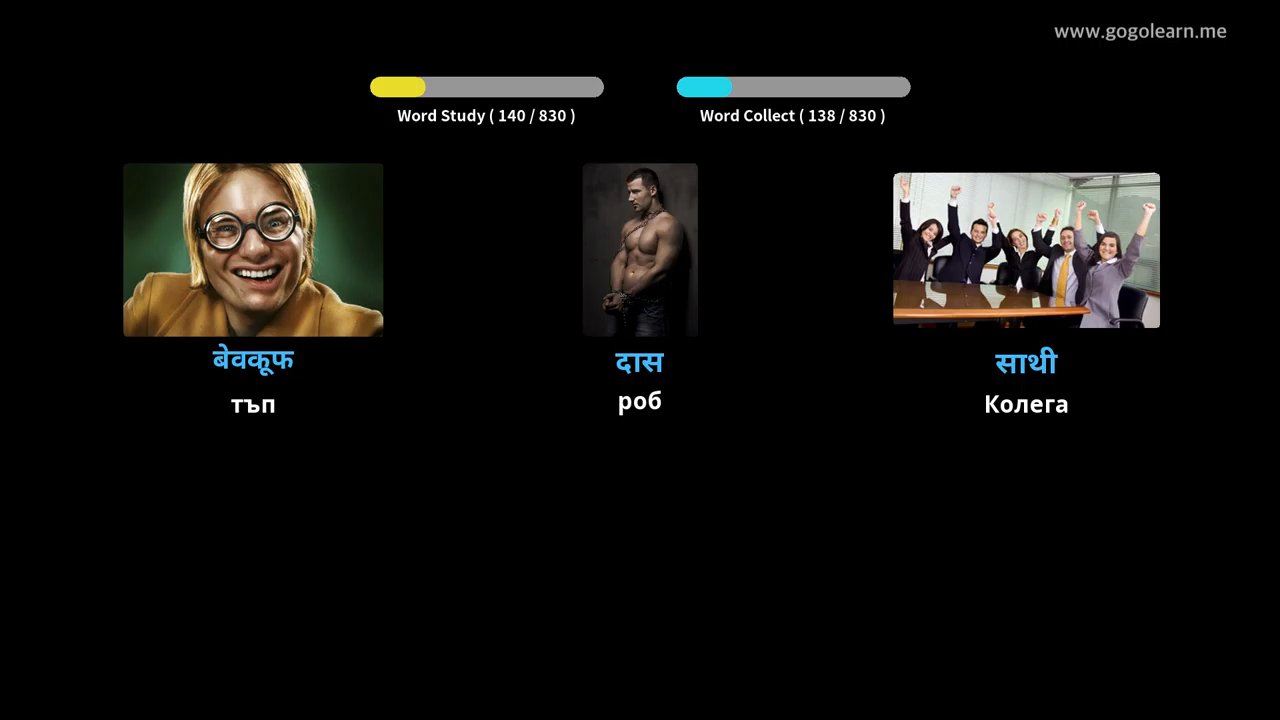 www.gogolearn.me
Word Study ( 140 / 830 )
Word Collect ( 138 / 830 )
बेवकूफ
тъп
दास
роб
साथी
Колега